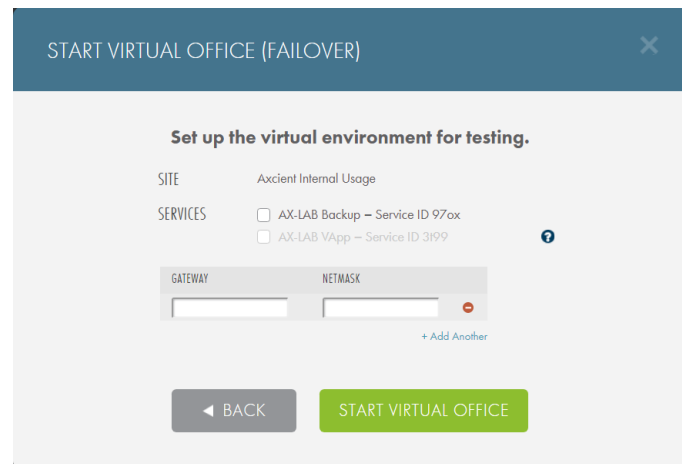 START VIRTUAL OFFICE (FAILOVER)
Set up the virtual environment for testing.
SITE Axcient Internal Usage
SERVICES AX-LAB Backup – Service ID 97ox
AX-LAB VApp – Service ID 3t99
GATEWAY NETMASK
+ Add Another
◀ BACK START VIRTUAL OFFICE